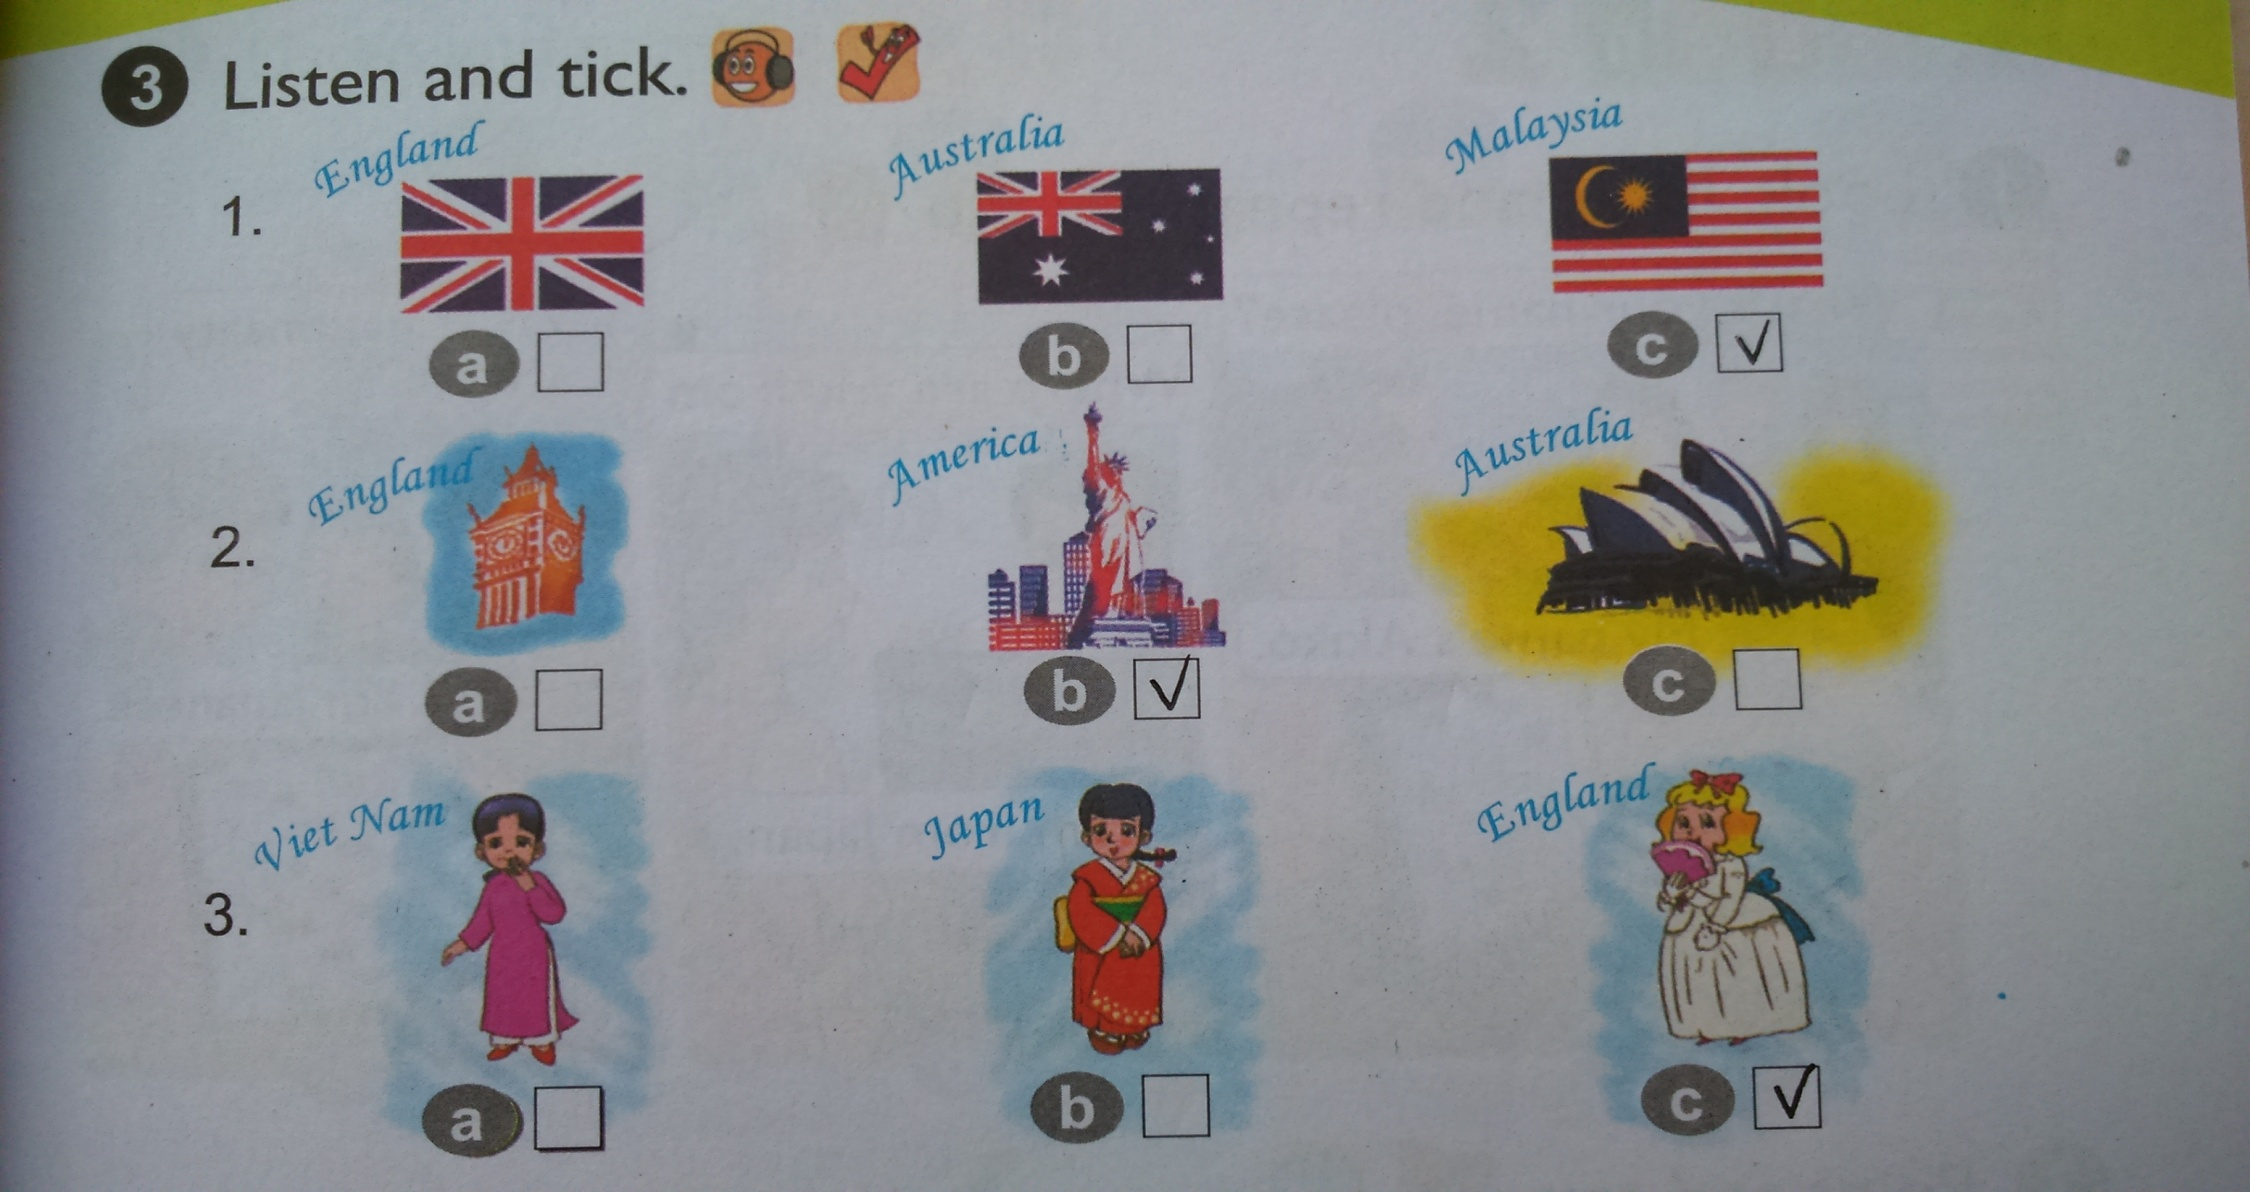 3 Listen and tick.
England Australia Malaysia
1.
a b c √
England America Australia
2.
a b √ c
Viet Nam Japan England
3.
a b c √